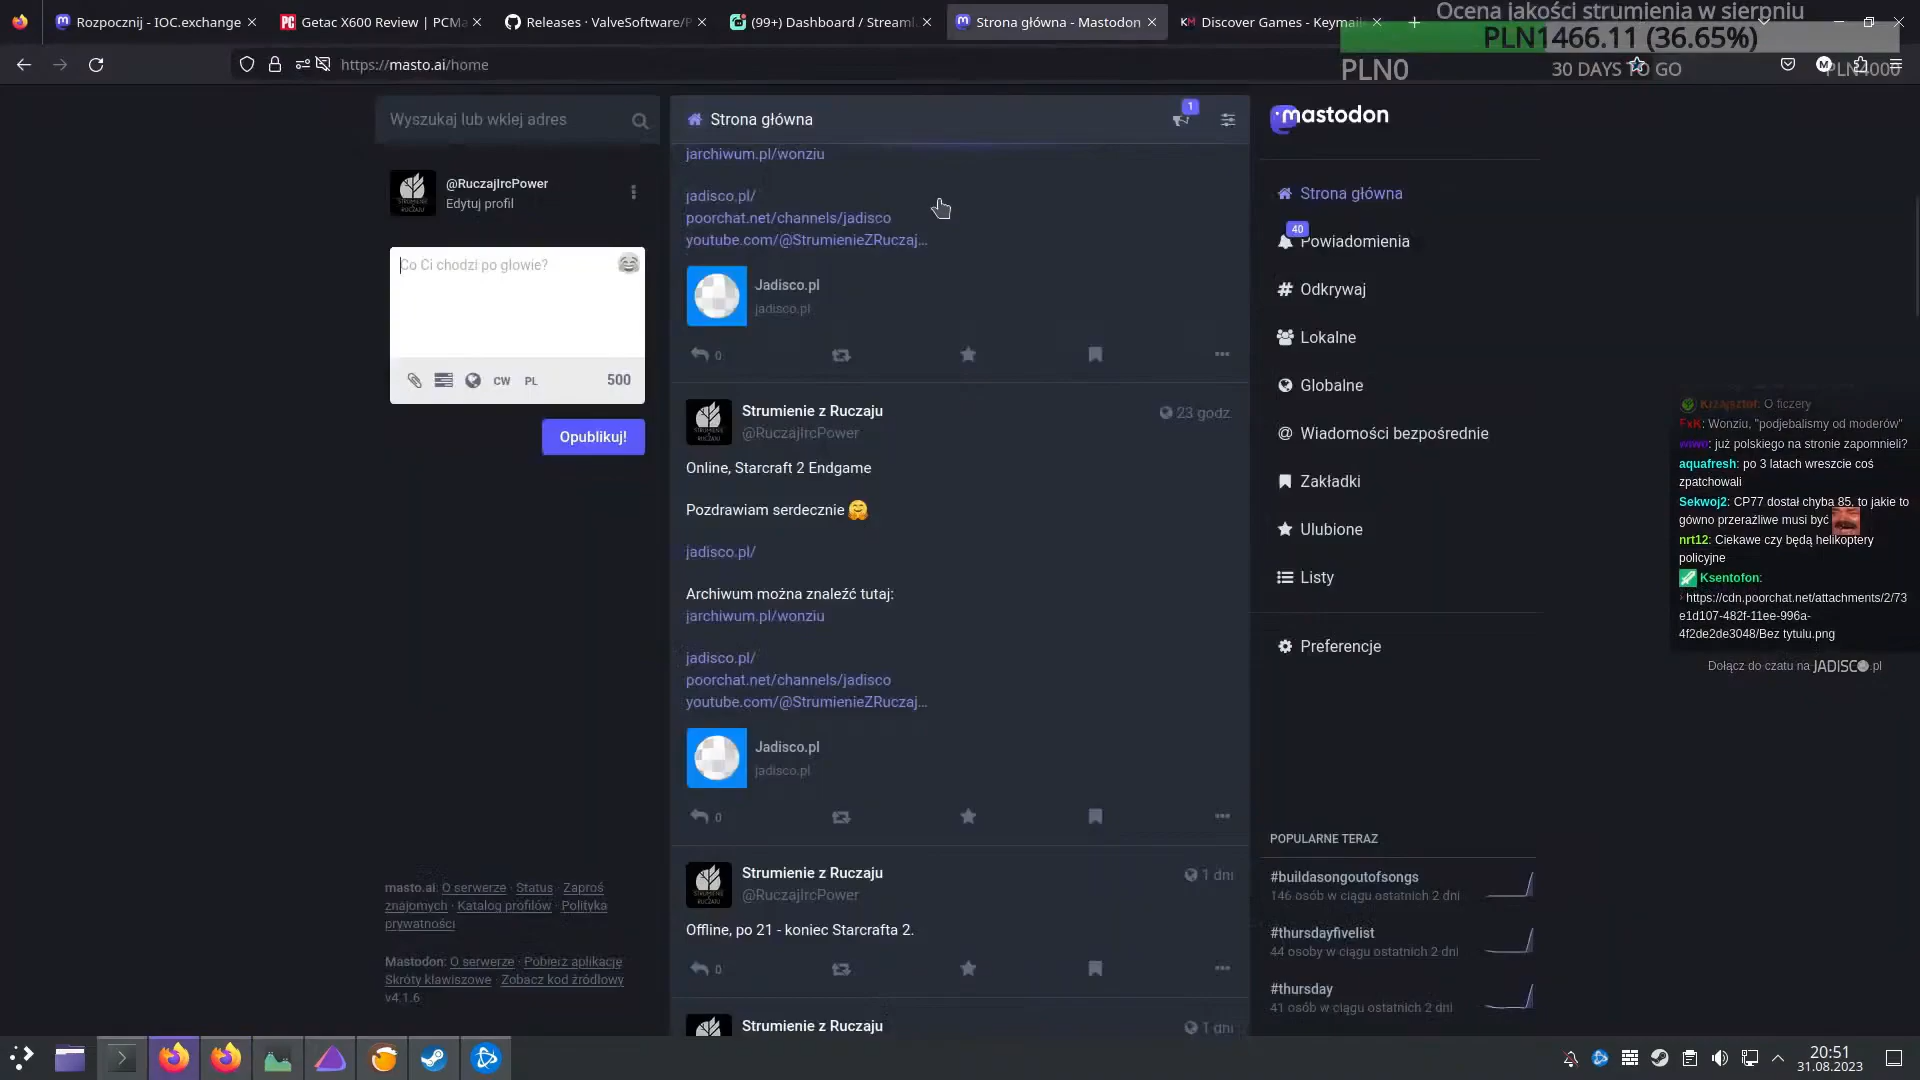 Rozpocznij - IOC.exchange
Getac X600 Review | PCMa
Releases · ValveSoftware/P
(99+) Dashboard / Streaml
Strona główna - Mastodon
Discover Games - Keymail
Ocena jakości strumienia w sierpniu
PLN1466.11 (36.65%)
PLN0
30 DAYS TO GO
PLN4000
https://masto.ai/home
Wyszukaj lub wklej adres
@RuczajIrcPower
Edytuj profil
Co Ci chodzi po głowie?
CW
PL
500
Opublikuj!
masto.ai: O serwerze · Status · Zaproś
znajomych · Katalog profilów · Polityka
prywatności
Mastodon: O serwerze · Pobierz aplikację ·
Skróty klawiszowe · Zobacz kod źródłowy ·
v4.1.6
Strona główna
1
jarchiwum.pl/wonziu
jadisco.pl/
poorchat.net/channels/jadisco
youtube.com/@StrumienieZRuczaj…
Jadisco.pl
jadisco.pl
0
Strumienie z Ruczaju
@RuczajIrcPower
23 godz.
Online, Starcraft 2 Endgame
Pozdrawiam serdecznie 🤗
jadisco.pl/
Archiwum można znaleźć tutaj:
jarchiwum.pl/wonziu
jadisco.pl/
poorchat.net/channels/jadisco
youtube.com/@StrumienieZRuczaj…
Jadisco.pl
jadisco.pl
0
Strumienie z Ruczaju
@RuczajIrcPower
1 dni
Offline, po 21 - koniec Starcrafta 2.
0
Strumienie z Ruczaju
1 dni
mastodon
Strona główna
40
Powiadomienia
Odkrywaj
Lokalne
Globalne
Wiadomości bezpośrednie
Zakładki
Ulubione
Listy
Preferencje
POPULARNE TERAZ
#buildasongoutofsongs
146 osób w ciągu ostatnich 2 dni
#thursdayfivelist
44 osoby w ciągu ostatnich 2 dni
#thursday
41 osób w ciągu ostatnich 2 dni
Krzajsztof: O ficzery
FxK: Wonziu, "podjebalismy od moderów"
wiwo: już polskiego na stronie zapomnieli?
aquafresh: po 3 latach wreszcie coś
zpatchowali
Sekwoj2: CP77 dostał chyba 85, to jakie to
gówno przeraźliwe musi być
nrt12: Ciekawe czy będą helikoptery
policyjne
Ksentofon:
https://cdn.poorchat.net/attachments/2/73
e1d107-482f-11ee-996a-
4f2de2de3048/Bez tytulu.png
Dołącz do czatu na JADISCO.pl
20:51
31.08.2023